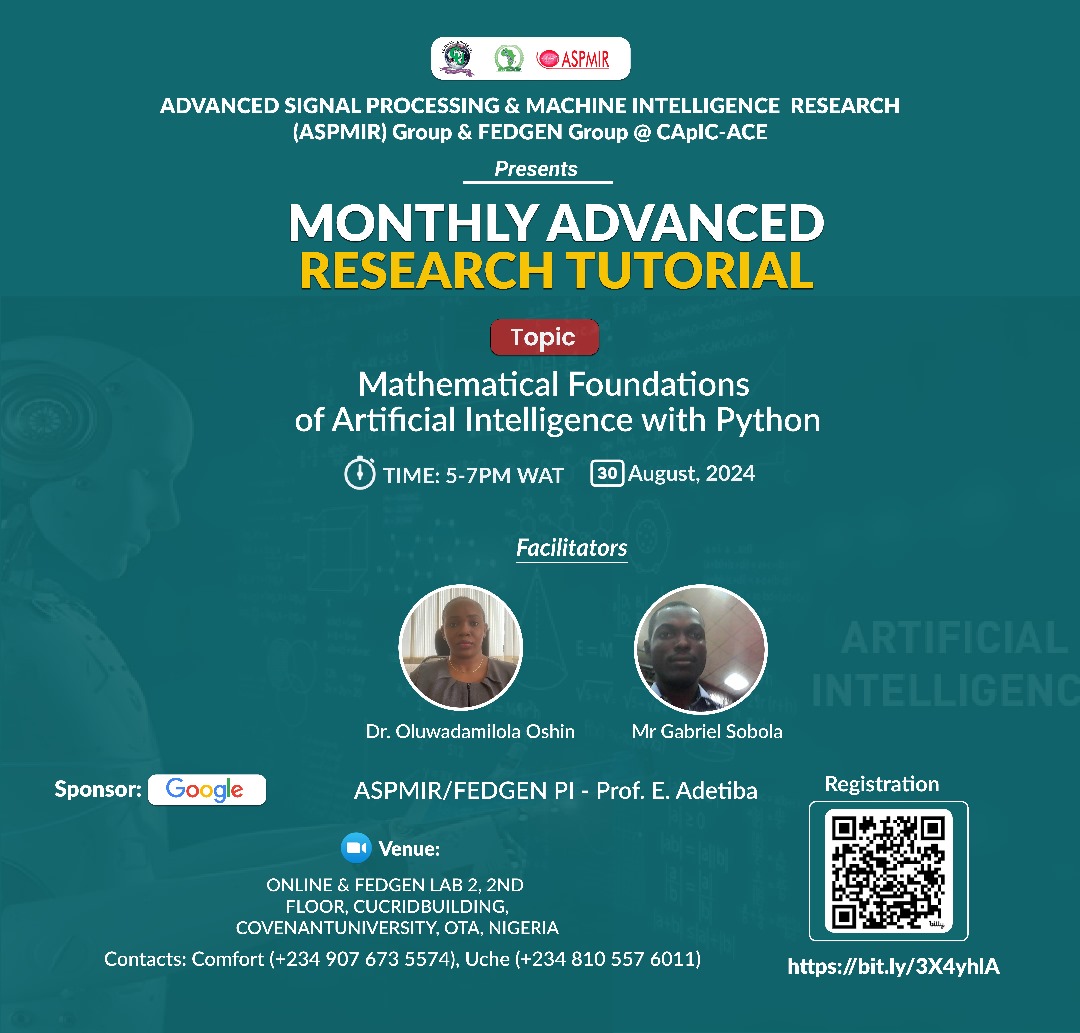 ASPMIR
ADVANCED SIGNAL PROCESSING & MACHINE INTELLIGENCE RESEARCH
(ASPMIR) Group & FEDGEN Group @ CApIC-ACE
Presents
MONTHLY ADVANCED
RESEARCH TUTORIAL
Topic
Mathematical Foundations
of Artificial Intelligence with Python
TIME: 5-7PM WAT 30 August, 2024
Facilitators
E=M
ARTIFICIAL
INTELLIGENC
Dr. Oluwadamilola Oshin Mr Gabriel Sobola
Sponsor: Google
ASPMIR/FEDGEN PI - Prof. E. Adetiba
Registration
Venue:
ONLINE & FEDGEN LAB 2, 2ND
FLOOR, CUCRIDBUILDING,
COVENANTUNIVERSITY, OTA, NIGERIA
Contacts: Comfort (+234 907 673 5574), Uche (+234 810 557 6011)
bitly
https://bit.ly/3X4yhlA